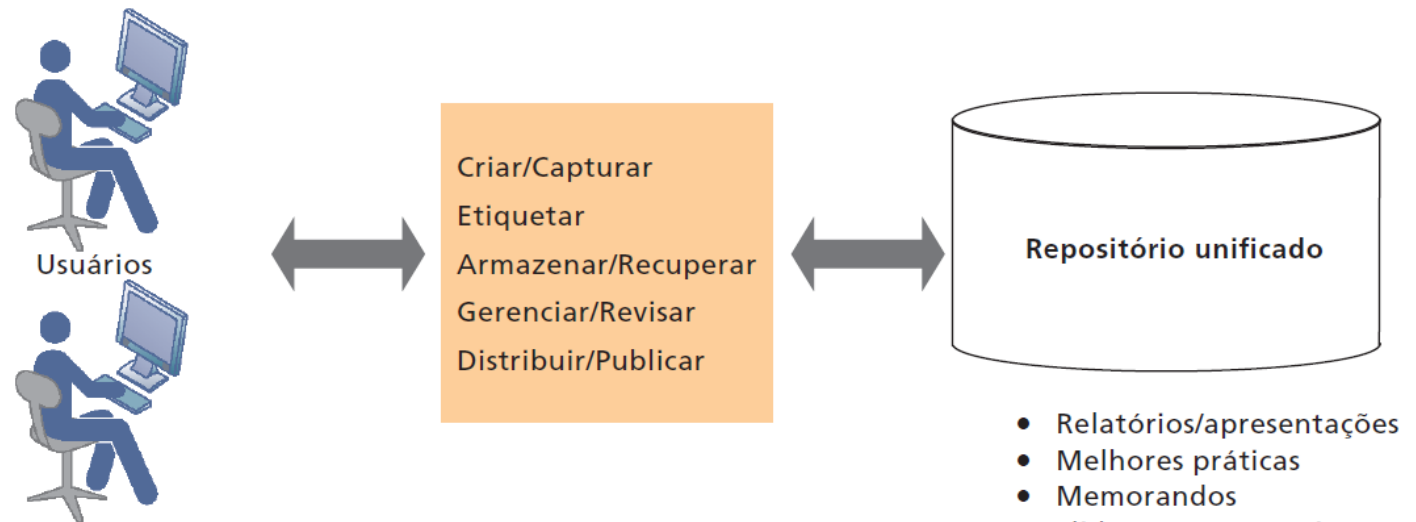 Usuários
Criar/Capturar
Etiquetar
Armazenar/Recuperar
Gerenciar/Revisar
Distribuir/Publicar
Repositório unificado
• Relatórios/apresentações
• Melhores práticas
• Memorandos